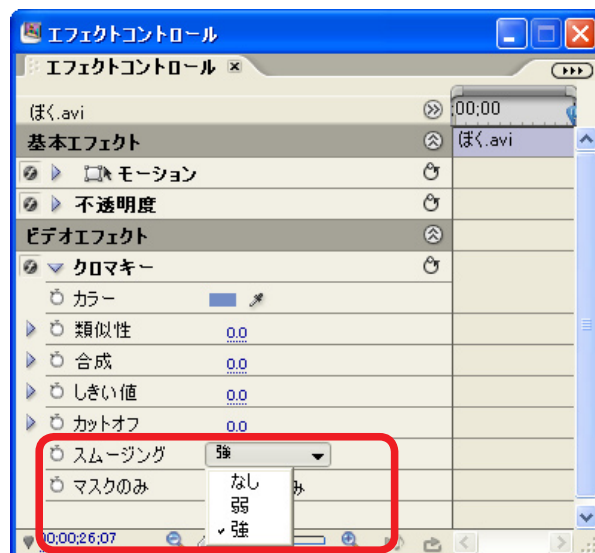 エフェクトコントロール
エフェクトコントロール
ぼく.avi
;00;00
基本エフェクト
ぼく.avi
モーション
不透明度
ビデオエフェクト
クロマキー
カラー
類似性 0.0
合成 0.0
しきい値 0.0
カットオフ 0.0
スムージング 強
マスクのみ み
なし
弱
強
00;00;26;07